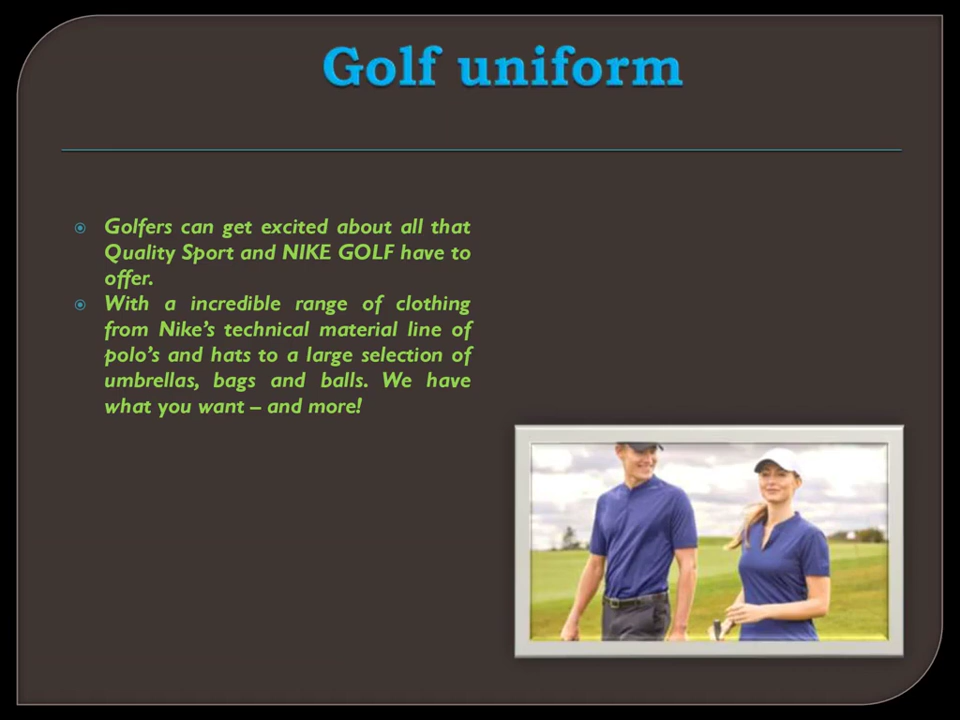 Golf uniform
Golfers can get excited about all that
Quality Sport and NIKE GOLF have to
offer.
With a incredible range of clothing
from Nike’s technical material line of
polo’s and hats to a large selection of
umbrellas, bags and balls. We have
what you want – and more!